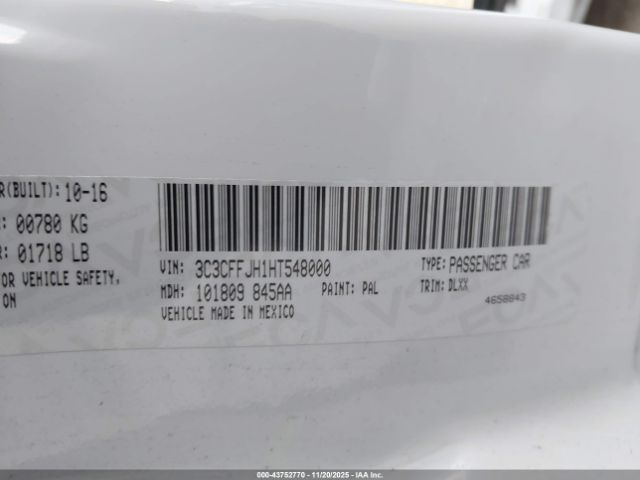 R(BUILT): 10-16
: 00780 KG
R: 01718 LB
OR VEHICLE SAFETY,
ON
VIN: 3C3CFFJH1HT548000 TYPE: PASSENGER CAR
MDH: 101809 845AA PAINT: PAL TRIM: DLXX
VEHICLE MADE IN MEXICO 4658843
000-43752770 - 11/20/2025 - IAA Inc.